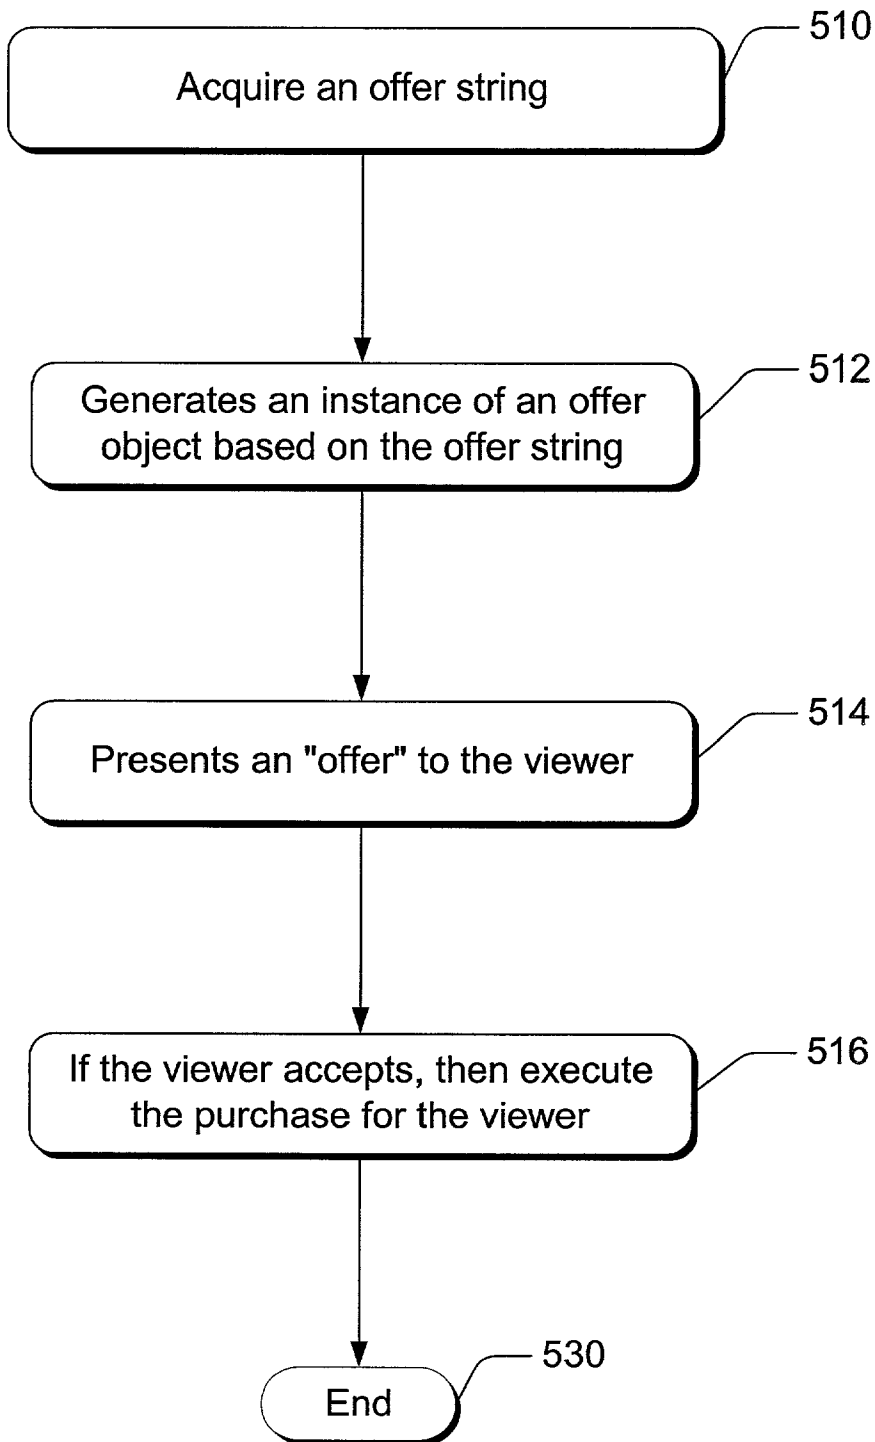 510
Acquire an offer string
512
Generates an instance of an offer
object based on the offer string
514
Presents an "offer" to the viewer
516
If the viewer accepts, then execute
the purchase for the viewer
530
End